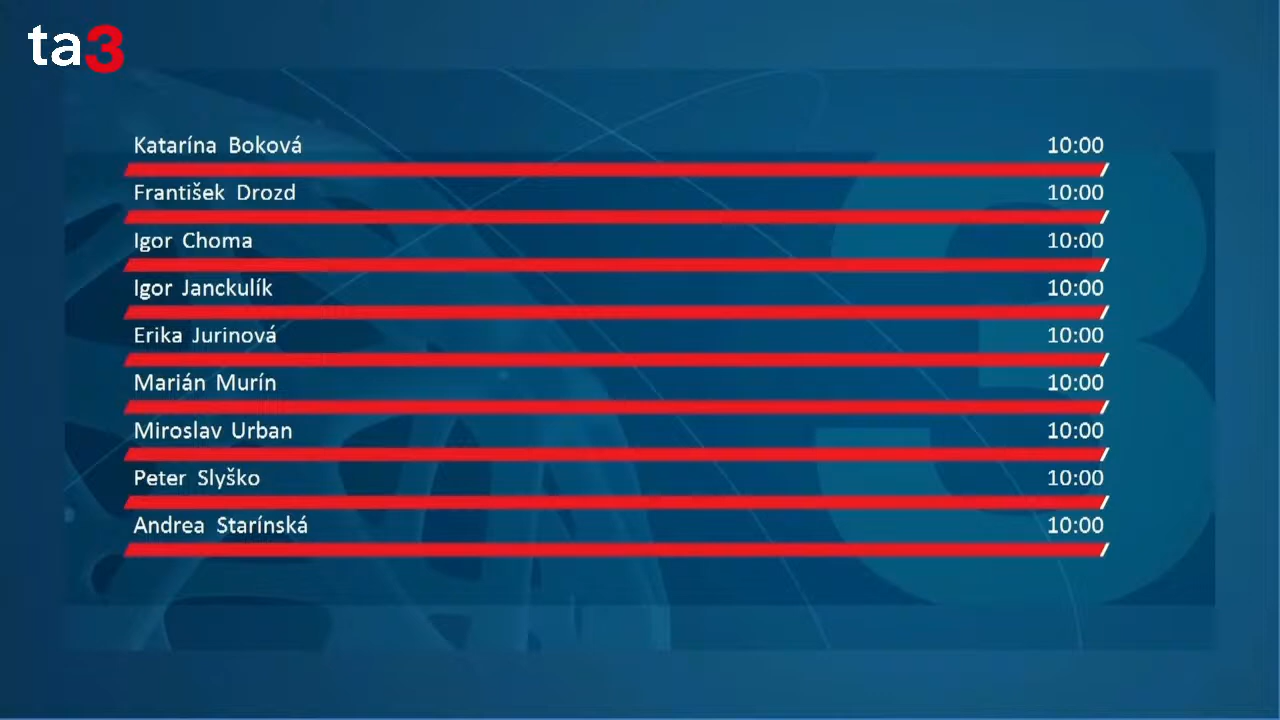 ta3
Katarína Boková 10:00
František Drozd 10:00
Igor Choma 10:00
Igor Janckulík 10:00
Erika Jurinová 10:00
Marián Murín 10:00
Miroslav Urban 10:00
Peter Slyško 10:00
Andrea Starínská 10:00